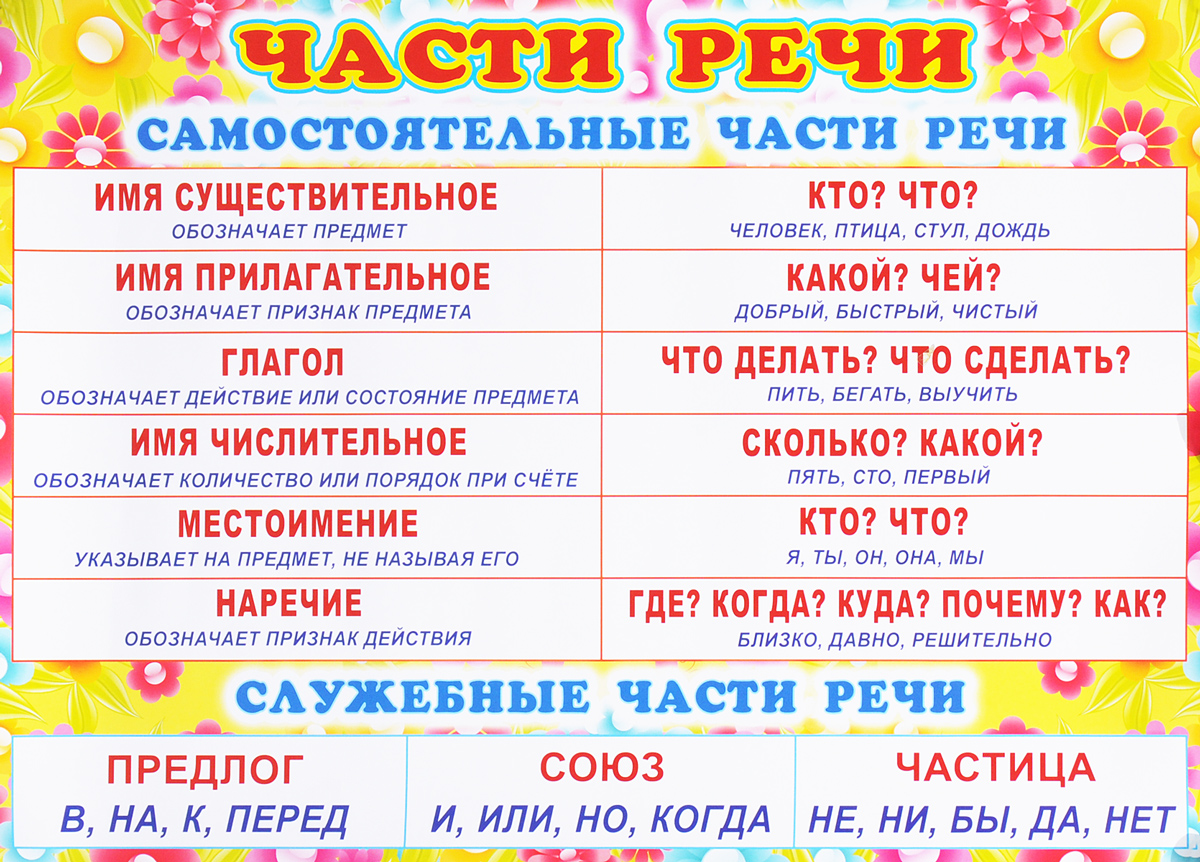 ЧАСТИ РЕЧИ
САМОСТОЯТЕЛЬНЫЕ ЧАСТИ РЕЧИ
ИМЯ СУЩЕСТВИТЕЛЬНОЕ
ОБОЗНАЧАЕТ ПРЕДМЕТ
КТО? ЧТО?
ЧЕЛОВЕК, ПТИЦА, СТУЛ, ДОЖДЬ
ИМЯ ПРИЛАГАТЕЛЬНОЕ
ОБОЗНАЧАЕТ ПРИЗНАК ПРЕДМЕТА
КАКОЙ? ЧЕЙ?
ДОБРЫЙ, БЫСТРЫЙ, ЧИСТЫЙ
ГЛАГОЛ
ОБОЗНАЧАЕТ ДЕЙСТВИЕ ИЛИ СОСТОЯНИЕ ПРЕДМЕТА
ЧТО ДЕЛАТЬ? ЧТО СДЕЛАТЬ?
ПИТЬ, БЕГАТЬ, ВЫУЧИТЬ
ИМЯ ЧИСЛИТЕЛЬНОЕ
ОБОЗНАЧАЕТ КОЛИЧЕСТВО ИЛИ ПОРЯДОК ПРИ СЧЁТЕ
СКОЛЬКО? КАКОЙ?
ПЯТЬ, СТО, ПЕРВЫЙ
МЕСТОИМЕНИЕ
УКАЗЫВАЕТ НА ПРЕДМЕТ, НЕ НАЗЫВАЯ ЕГО
КТО? ЧТО?
Я, ТЫ, ОН, ОНА, МЫ
НАРЕЧИЕ
ОБОЗНАЧАЕТ ПРИЗНАК ДЕЙСТВИЯ
ГДЕ? КОГДА? КУДА? ПОЧЕМУ? КАК?
БЛИЗКО, ДАВНО, РЕШИТЕЛЬНО
СЛУЖЕБНЫЕ ЧАСТИ РЕЧИ
ПРЕДЛОГ
В, НА, К, ПЕРЕД
СОЮЗ
И, ИЛИ, НО, КОГДА
ЧАСТИЦА
НЕ, НИ, БЫ, ДА, НЕТ